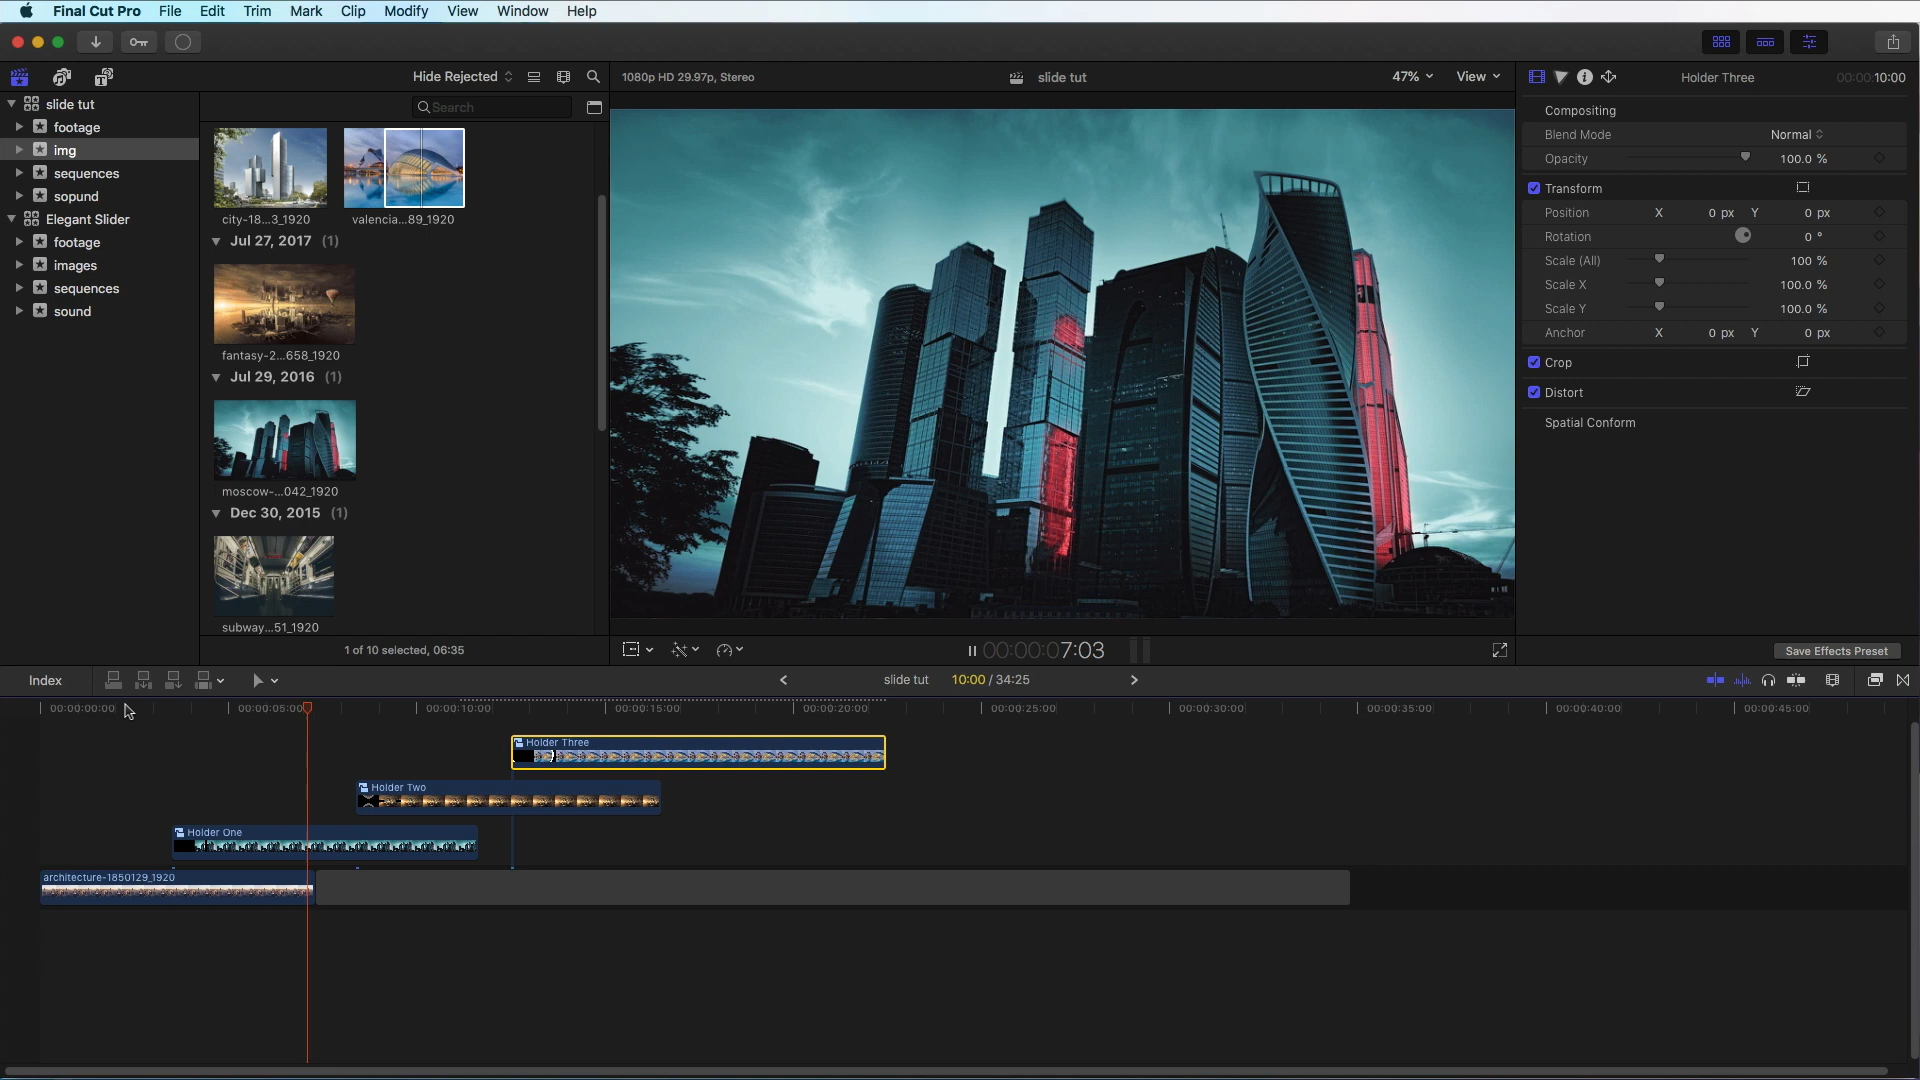 Final Cut Pro File Edit Trim Mark Clip Modify View Window Help
Hide Rejected
1080p HD 29.97p, Stereo
slide tut
47%
View
Holder Three
00:00:10:00
slide tut
footage
img
sequences
sopund
Elegant Slider
footage
images
sequences
sound
Search
city-18...3_1920
valencia...89_1920
Jul 27, 2017 (1)
fantasy-2...658_1920
Jul 29, 2016 (1)
moscow-...042_1920
Dec 30, 2015 (1)
subway...51_1920
1 of 10 selected, 06:35
Compositing
Blend Mode Normal
Opacity 100.0 %
Transform
Position X 0 px Y 0 px
Rotation 0 °
Scale (All) 100 %
Scale X 100.0 %
Scale Y 100.0 %
Anchor X 0 px Y 0 px
Crop
Distort
Spatial Conform
00:00:07:03
Save Effects Preset
Index
slide tut 10:00 / 34:25
00:00:00:00 00:00:05:00 00:00:10:00 00:00:15:00 00:00:20:00 00:00:25:00 00:00:30:00 00:00:35:00 00:00:40:00 00:00:45:00
Holder Three
Holder Two
Holder One
architecture-1850129_1920